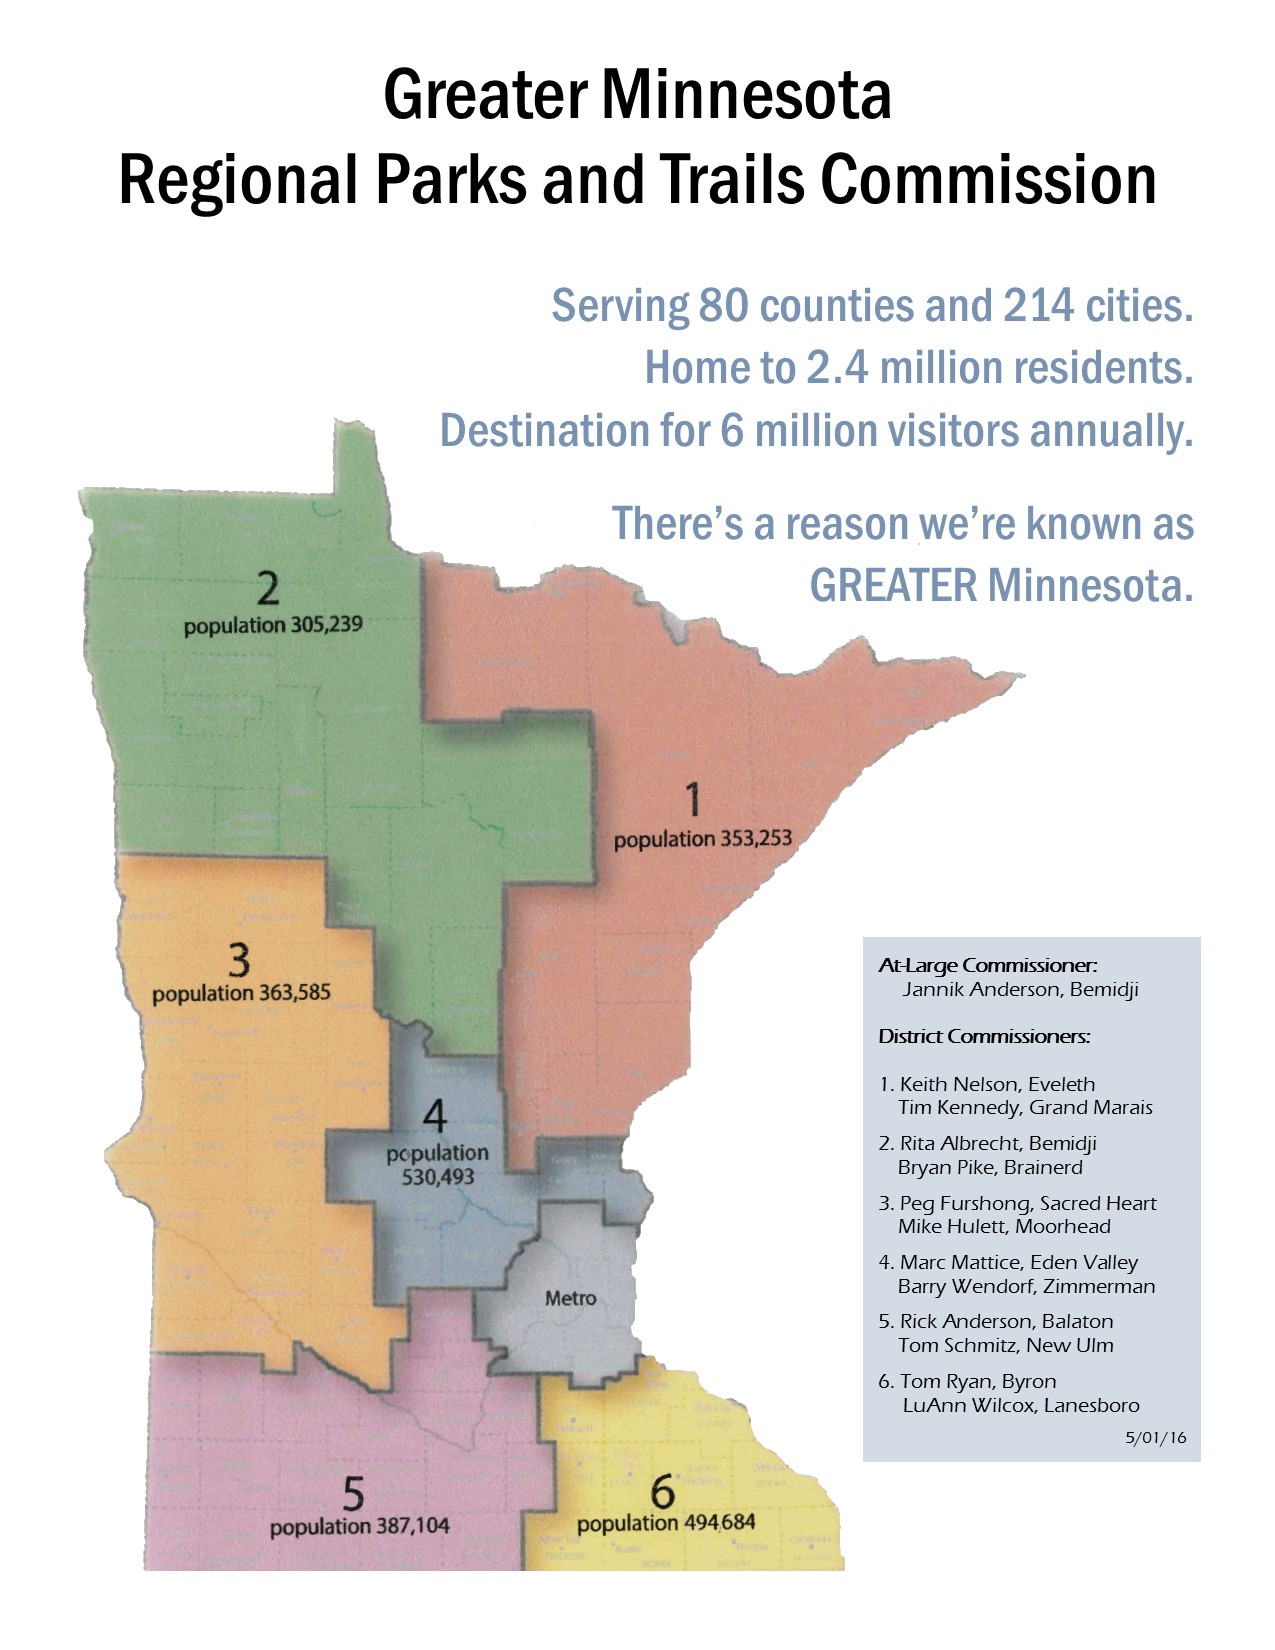 Greater Minnesota
Regional Parks and Trails Commission
Serving 80 counties and 214 cities.
Home to 2.4 million residents.
Destination for 6 million visitors annually.
There's a reason we're known as
GREATER Minnesota.
2
population 305,239
1
population 353,253
3
population 363,585
4
population
530,493
Metro
5
population 387,104
6
population 494,684
At-Large Commissioner:
Jannik Anderson, Bemidji
District Commissioners:
1. Keith Nelson, Eveleth
Tim Kennedy, Grand Marais
2. Rita Albrecht, Bemidji
Bryan Pike, Brainerd
3. Peg Furshong, Sacred Heart
Mike Hulett, Moorhead
4. Marc Mattice, Eden Valley
Barry Wendorf, Zimmerman
5. Rick Anderson, Balaton
Tom Schmitz, New Ulm
6. Tom Ryan, Byron
LuAnn Wilcox, Lanesboro
5/01/16